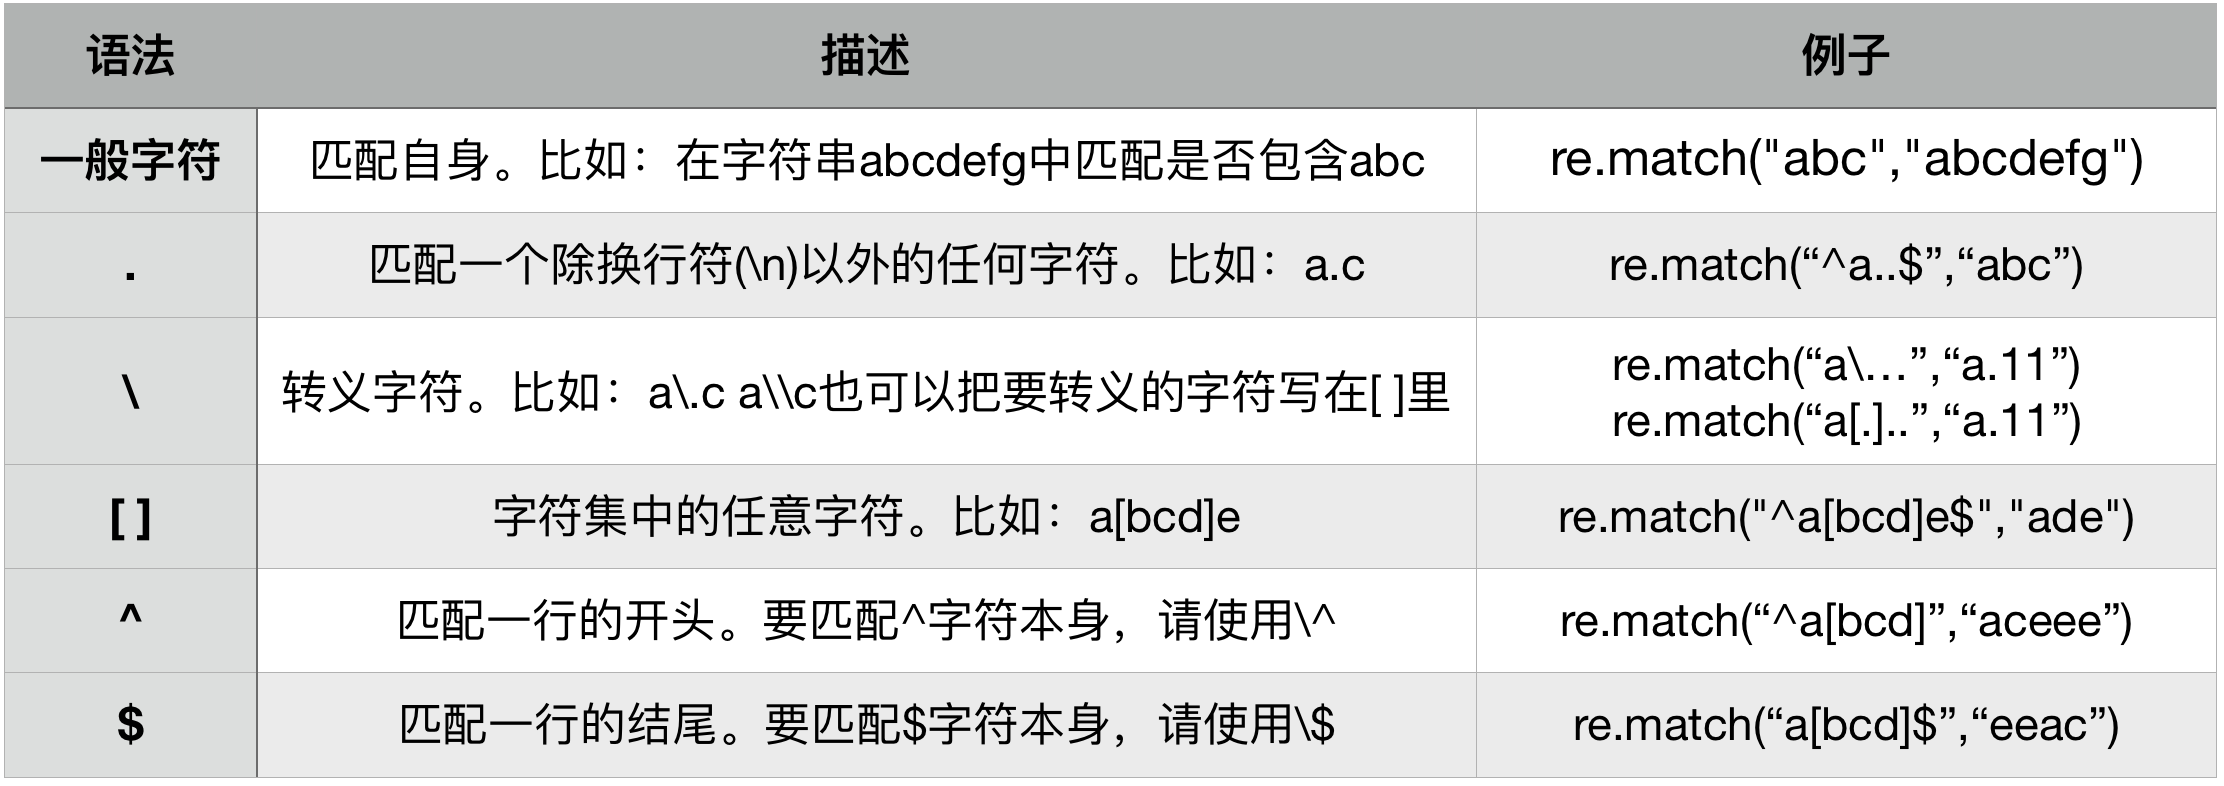 语法 描述 例子
一般字符 匹配自身。比如：在字符串abcdefg中匹配是否包含abc re.match("abc","abcdefg")
. 匹配一个除换行符(\n)以外的任何字符。比如：a.c re.match(“^a..$”,“abc”)
\ 转义字符。比如：a\.c a\\c也可以把要转义的字符写在[ ]里 re.match(“a\…”,“a.11”)
re.match(“a[.]..”,“a.11”)
[ ] 字符集中的任意字符。比如：a[bcd]e re.match("^a[bcd]e$","ade")
^ 匹配一行的开头。要匹配^字符本身，请使用\^ re.match(“^a[bcd]”,“aceee”)
$ 匹配一行的结尾。要匹配$字符本身，请使用\$ re.match(“a[bcd]$”,“eeac”)